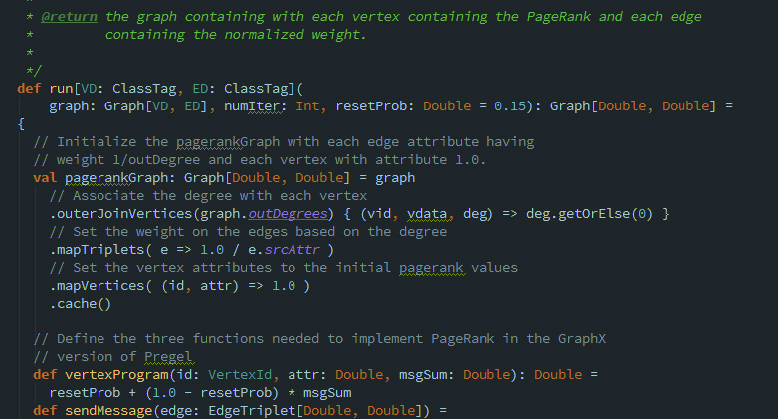 * @return the graph containing with each vertex containing the PageRank and each edge
*         containing the normalized weight.
*
*/
def run[VD: ClassTag, ED: ClassTag](
    graph: Graph[VD, ED], numIter: Int, resetProb: Double = 0.15): Graph[Double, Double] =
{
  // Initialize the pagerankGraph with each edge attribute having
  // weight 1/outDegree and each vertex with attribute 1.0.
  val pagerankGraph: Graph[Double, Double] = graph
    // Associate the degree with each vertex
    .outerJoinVertices(graph.outDegrees) { (vid, vdata, deg) => deg.getOrElse(0) }
    // Set the weight on the edges based on the degree
    .mapTriplets( e => 1.0 / e.srcAttr )
    // Set the vertex attributes to the initial pagerank values
    .mapVertices( (id, attr) => 1.0 )
    .cache()

  // Define the three functions needed to implement PageRank in the GraphX
  // version of Pregel
  def vertexProgram(id: VertexId, attr: Double, msgSum: Double): Double =
    resetProb + (1.0 - resetProb) * msgSum
  def sendMessage(edge: EdgeTriplet[Double, Double]) =